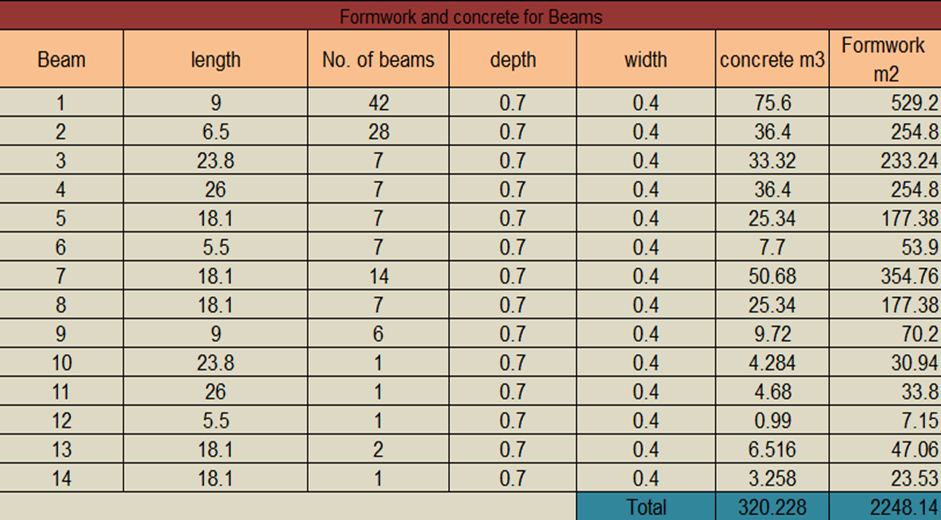 Formwork and concrete for Beams
Beam length No. of beams depth width concrete m3 Formwork m2
1 9 42 0.7 0.4 75.6 529.2
2 6.5 28 0.7 0.4 36.4 254.8
3 23.8 7 0.7 0.4 33.32 233.24
4 26 7 0.7 0.4 36.4 254.8
5 18.1 7 0.7 0.4 25.34 177.38
6 5.5 7 0.7 0.4 7.7 53.9
7 18.1 14 0.7 0.4 50.68 354.76
8 18.1 7 0.7 0.4 25.34 177.38
9 9 6 0.7 0.4 9.72 70.2
10 23.8 1 0.7 0.4 4.284 30.94
11 26 1 0.7 0.4 4.68 33.8
12 5.5 1 0.7 0.4 0.99 7.15
13 18.1 2 0.7 0.4 6.516 47.06
14 18.1 1 0.7 0.4 3.258 23.53
Total 320.228 2248.14